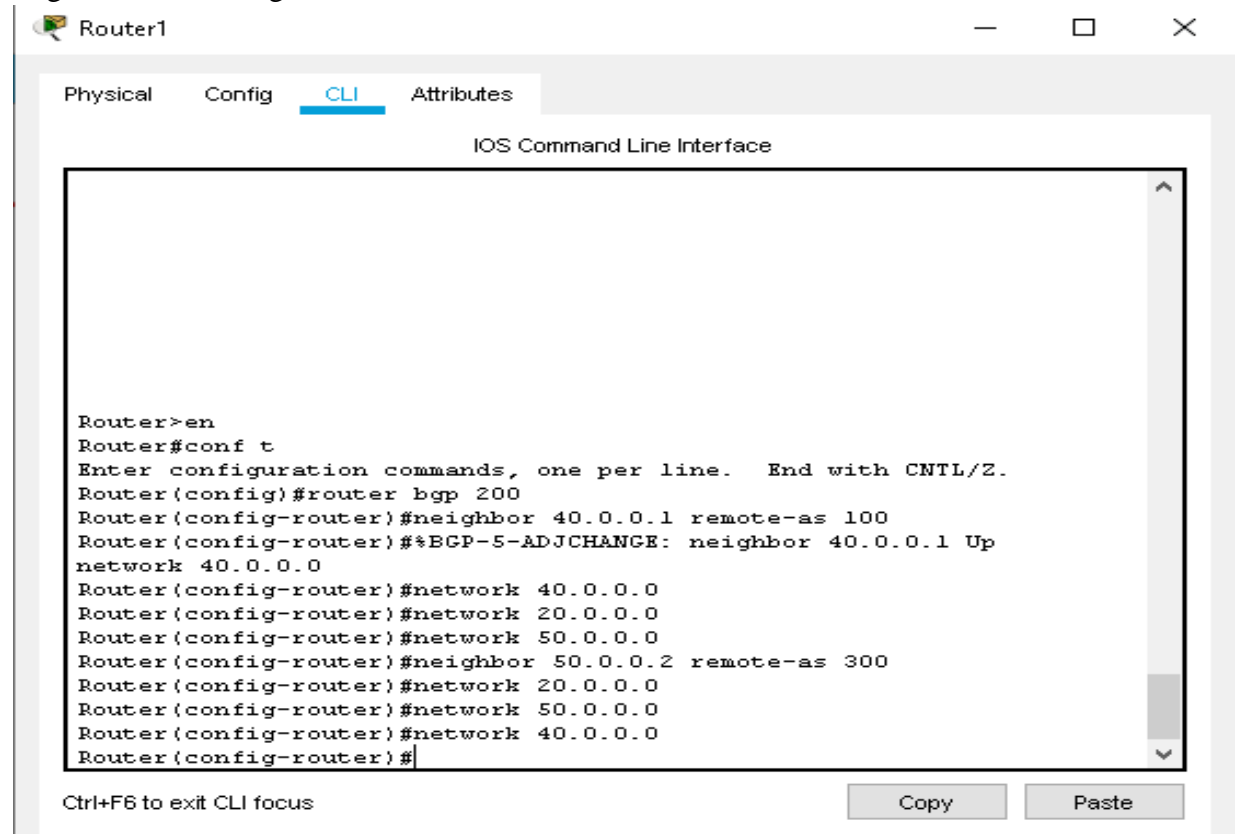 Router1
Physical Config CLI Attributes
IOS Command Line Interface
Router>en
Router#conf t
Enter configuration commands, one per line.  End with CNTL/Z.
Router(config)#router bgp 200
Router(config-router)#neighbor 40.0.0.1 remote-as 100
Router(config-router)#%BGP-5-ADJCHANGE: neighbor 40.0.0.1 Up
network 40.0.0.0
Router(config-router)#network 40.0.0.0
Router(config-router)#network 20.0.0.0
Router(config-router)#network 50.0.0.0
Router(config-router)#neighbor 50.0.0.2 remote-as 300
Router(config-router)#network 20.0.0.0
Router(config-router)#network 50.0.0.0
Router(config-router)#network 40.0.0.0
Router(config-router)#
Ctrl+F6 to exit CLI focus Copy Paste